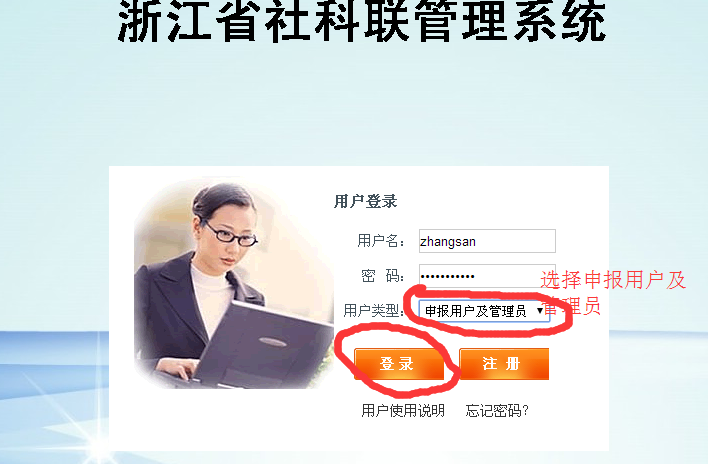 浙江省社科联管理系统
用户登录
用户名： zhangsan
密 码： •••••••••••
用户类型： 申报用户及管理员 ▼
选择申报用户及
管理员
登 录 注 册
用户使用说明 忘记密码?